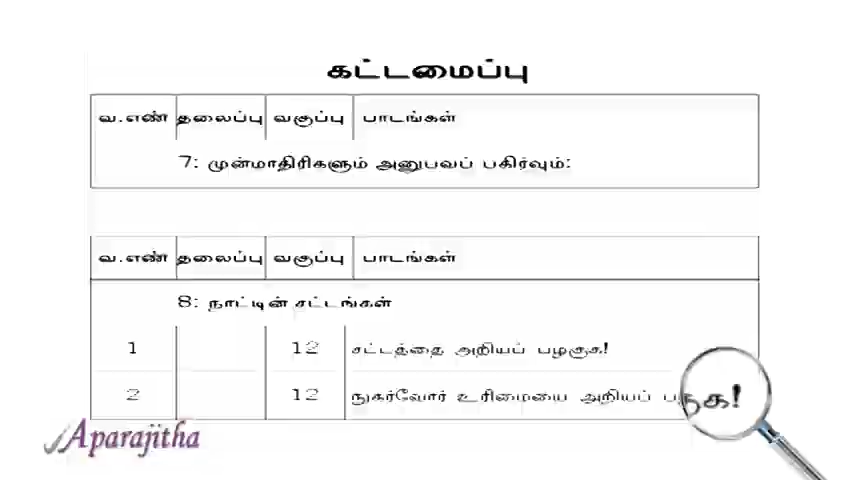 கட்டமைப்பு
வ.எண் தலைப்பு வகுப்பு பாடங்கள்
7: முன்மாதிரிகளும் அனுபவப் பகிர்வும்:
வ.எண் தலைப்பு வகுப்பு பாடங்கள்
8: நாட்டின் சட்டங்கள்
1 12 சட்டத்தை அறியப் பழகுக!
2 12 நுகர்வோர் உரிமையை அறியப்
Aparajitha